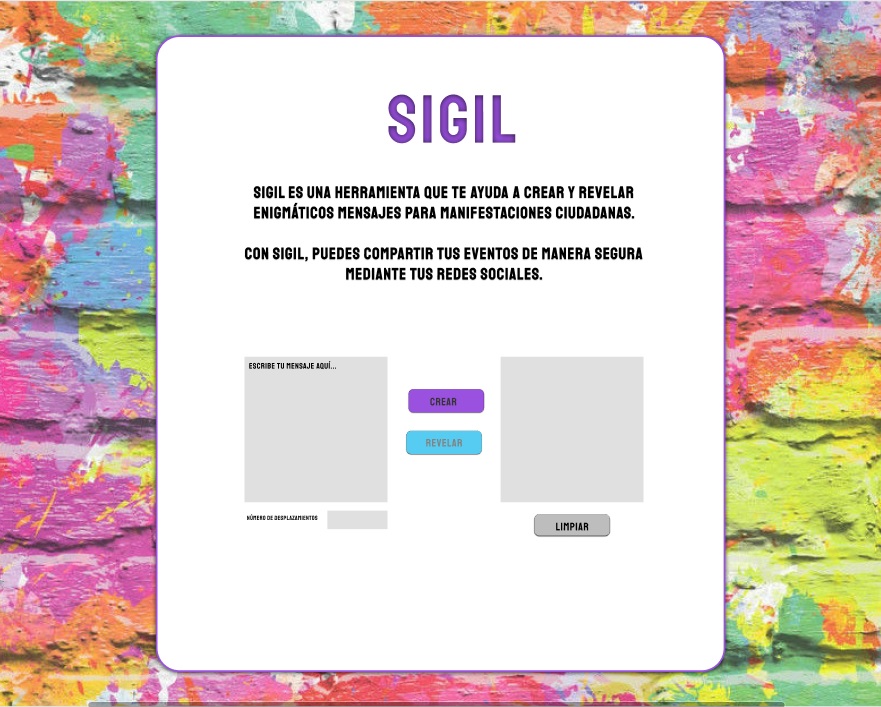 SIGIL
SIGIL ES UNA HERRAMIENTA QUE TE AYUDA A CREAR Y REVELAR
ENIGMÁTICOS MENSAJES PARA MANIFESTACIONES CIUDADANAS.
CON SIGIL, PUEDES COMPARTIR TUS EVENTOS DE MANERA SEGURA
MEDIANTE TUS REDES SOCIALES.
ESCRIBE TU MENSAJE AQUÍ...
CREAR
REVELAR
NÚMERO DE DESPLAZAMIENTOS
LIMPIAR